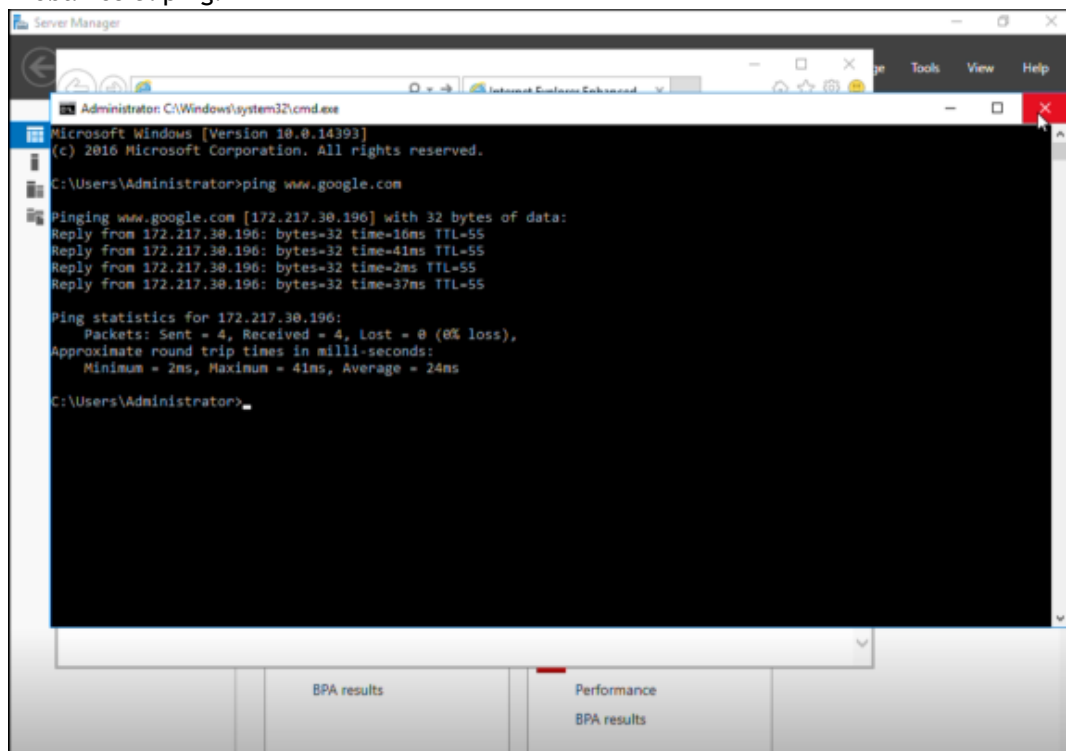 Server Manager
Tools View Help
Administrator: C:\Windows\system32\cmd.exe
Microsoft Windows [Version 10.0.14393]
(c) 2016 Microsoft Corporation. All rights reserved.
C:\Users\Administrator>ping www.google.com
Pinging www.google.com [172.217.30.196] with 32 bytes of data:
Reply from 172.217.30.196: bytes=32 time=16ms TTL=55
Reply from 172.217.30.196: bytes=32 time=41ms TTL=55
Reply from 172.217.30.196: bytes=32 time=2ms TTL=55
Reply from 172.217.30.196: bytes=32 time=37ms TTL=55
Ping statistics for 172.217.30.196:
Packets: Sent = 4, Received = 4, Lost = 0 (0% loss),
Approximate round trip times in milli-seconds:
Minimum = 2ms, Maximum = 41ms, Average = 24ms
C:\Users\Administrator>
BPA results
Performance
BPA results